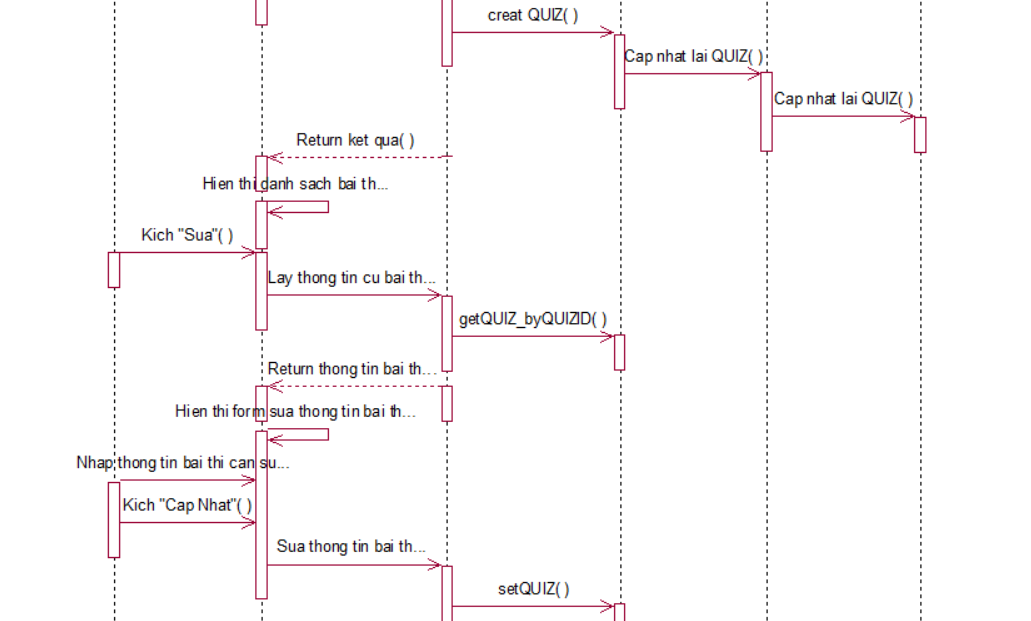 creat QUIZ( )
Cap nhat lai QUIZ( )
Cap nhat lai QUIZ( )
Return ket qua( )
Hien thi danh sach bai th...
Kich "Sua"( )
Lay thong tin cu bai th...
getQUIZ_byQUIZID( )
Return thong tin bai th...
Hien thi form sua thong tin bai th...
Nhap thong tin bai thi can su...
Kich "Cap Nhat"( )
Sua thong tin bai th...
setQUIZ( )